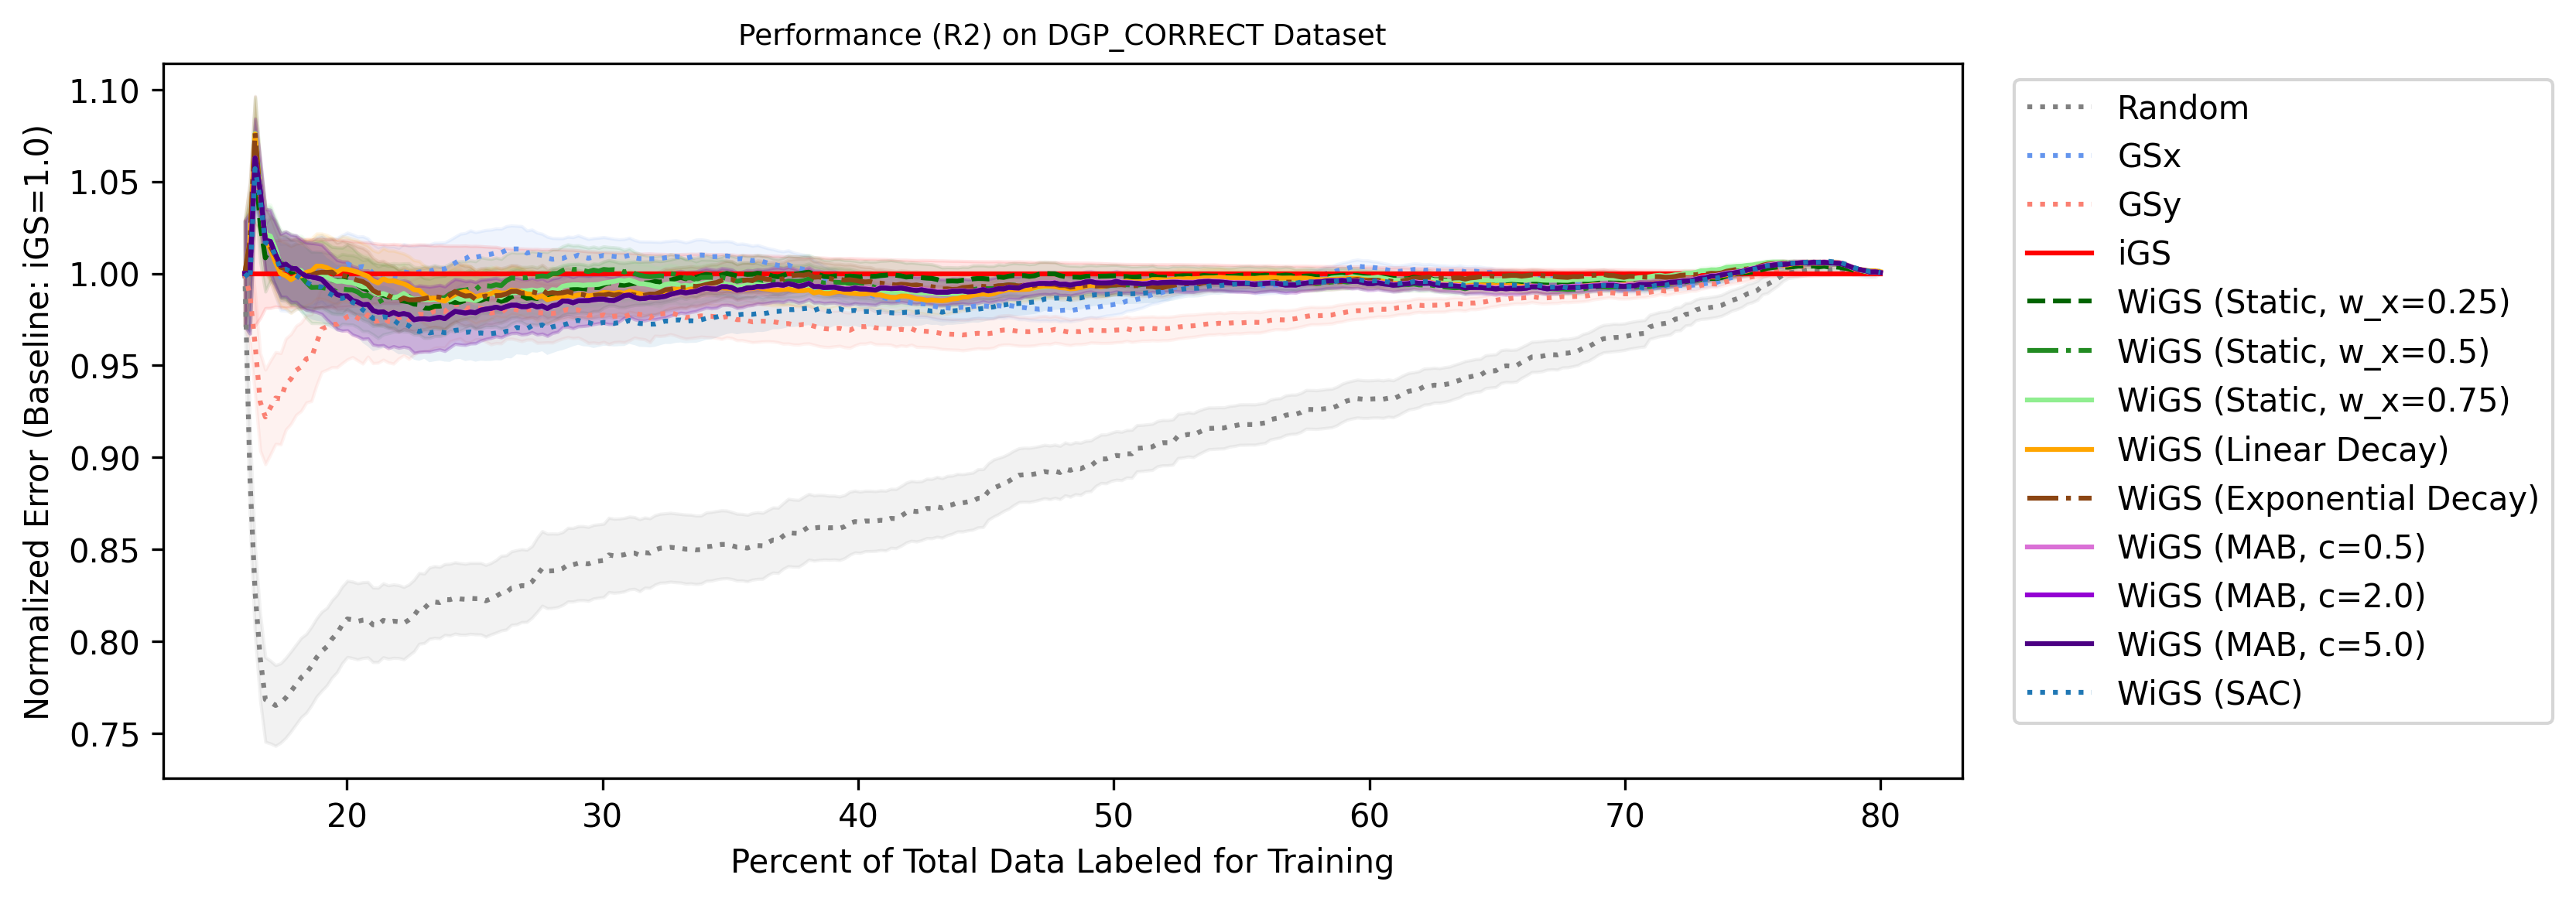 Performance (R2) on DGP_CORRECT Dataset
Normalized Error (Baseline: iGS=1.0)
1.10
1.05
1.00
0.95
0.90
0.85
0.80
0.75
20 30 40 50 60 70 80
Percent of Total Data Labeled for Training
Random
GSx
GSy
iGS
WiGS (Static, w_x=0.25)
WiGS (Static, w_x=0.5)
WiGS (Static, w_x=0.75)
WiGS (Linear Decay)
WiGS (Exponential Decay)
WiGS (MAB, c=0.5)
WiGS (MAB, c=2.0)
WiGS (MAB, c=5.0)
WiGS (SAC)